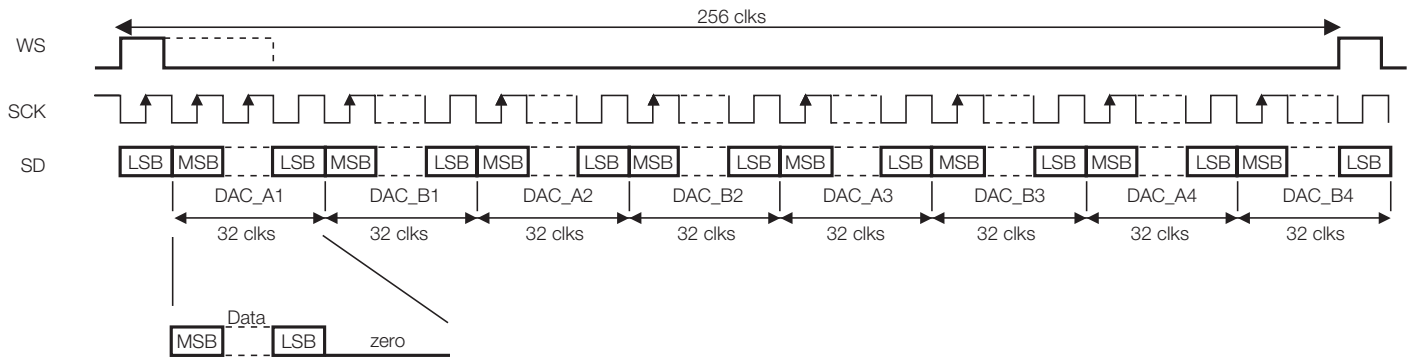 256 clks
WS
SCK
SD
LSB MSB LSB MSB LSB MSB LSB MSB LSB MSB LSB MSB LSB MSB LSB MSB LSB
DAC_A1 DAC_B1 DAC_A2 DAC_B2 DAC_A3 DAC_B3 DAC_A4 DAC_B4
32 clks 32 clks 32 clks 32 clks 32 clks 32 clks 32 clks 32 clks
Data
MSB LSB zero